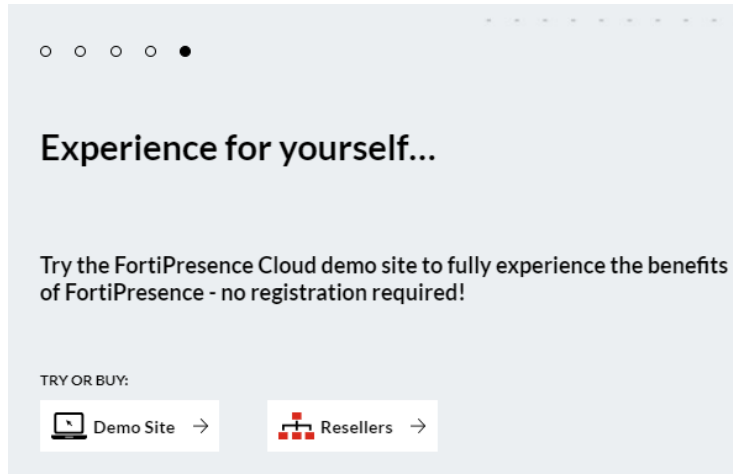 Experience for yourself...
Try the FortiPresence Cloud demo site to fully experience the benefits
of FortiPresence - no registration required!
TRY OR BUY:
Demo Site →
Resellers →